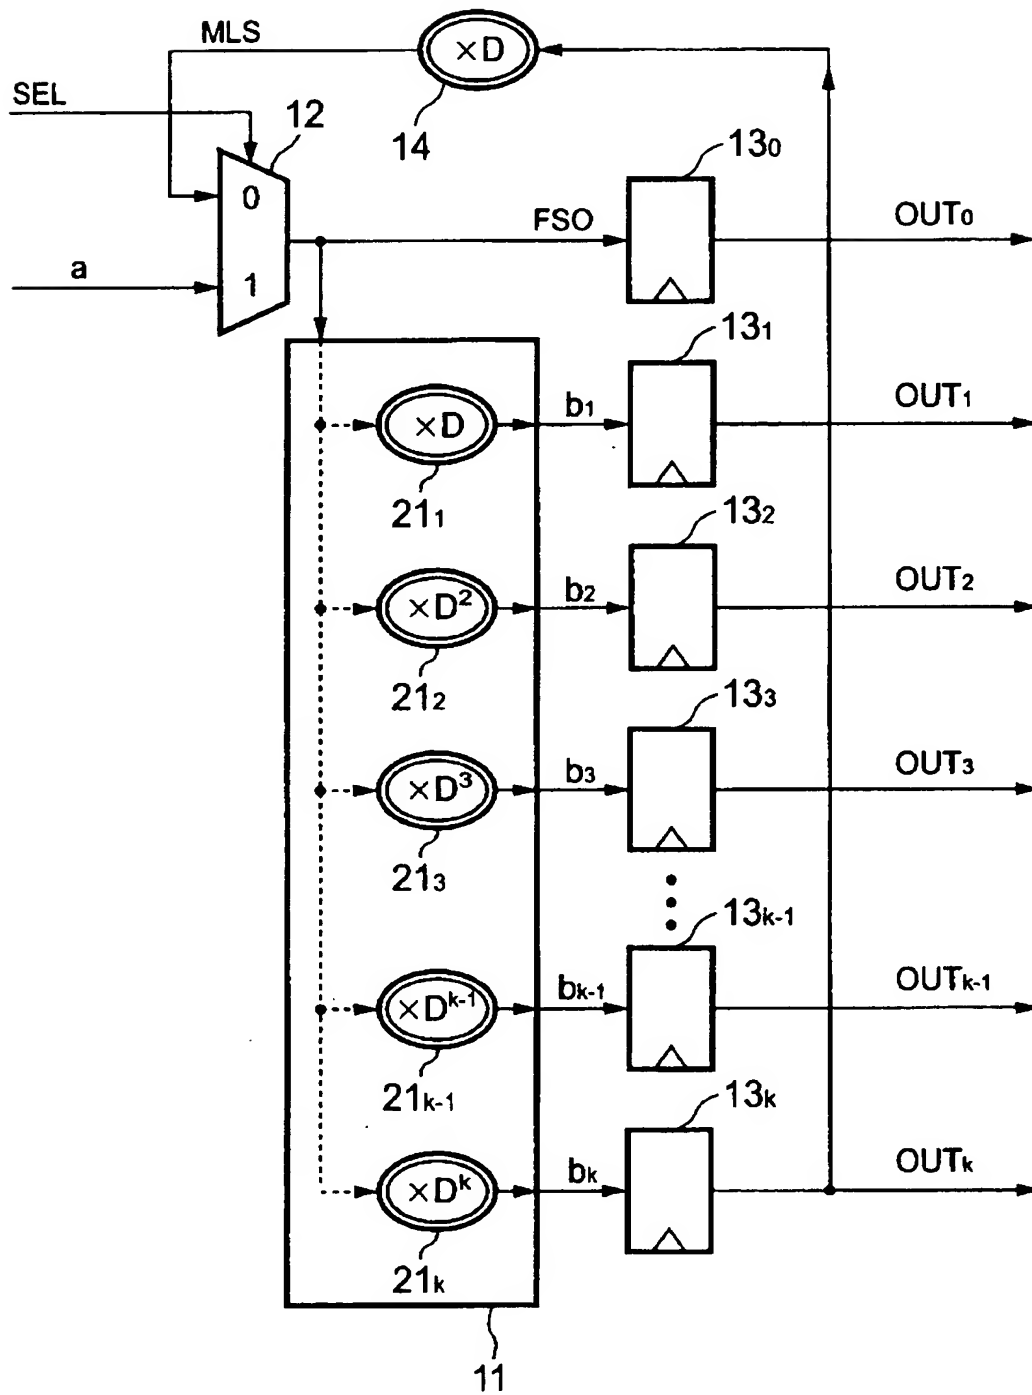 MLS
×D
SEL
12
14
13₀
0
FSO
OUT₀
a
1
13₁
×D
b₁
OUT₁
21₁
13₂
×D²
b₂
OUT₂
21₂
13₃
×D³
b₃
OUT₃
21₃
13ₖ₋₁
×Dᵏ⁻¹
bₖ₋₁
OUTₖ₋₁
21ₖ₋₁
13ₖ
×Dᵏ
bₖ
OUTₖ
21ₖ
11